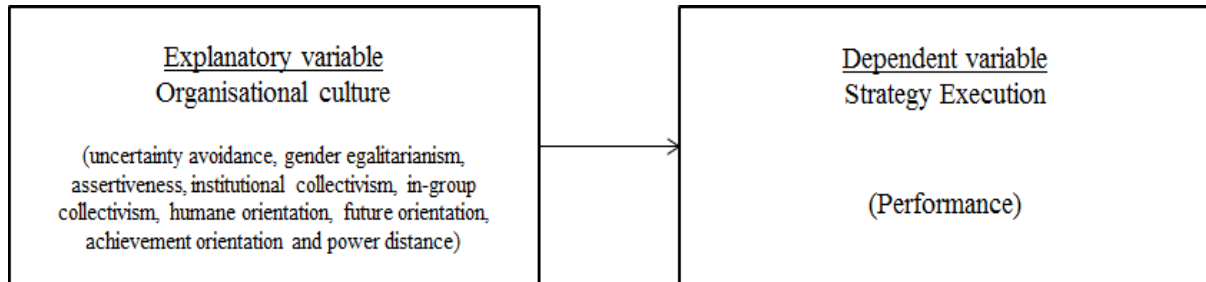 Explanatory variable
Organisational culture
(uncertainty avoidance, gender egalitarianism,
assertiveness, institutional collectivism, in-group
collectivism, humane orientation, future orientation,
achievement orientation and power distance)
Dependent variable
Strategy Execution
(Performance)